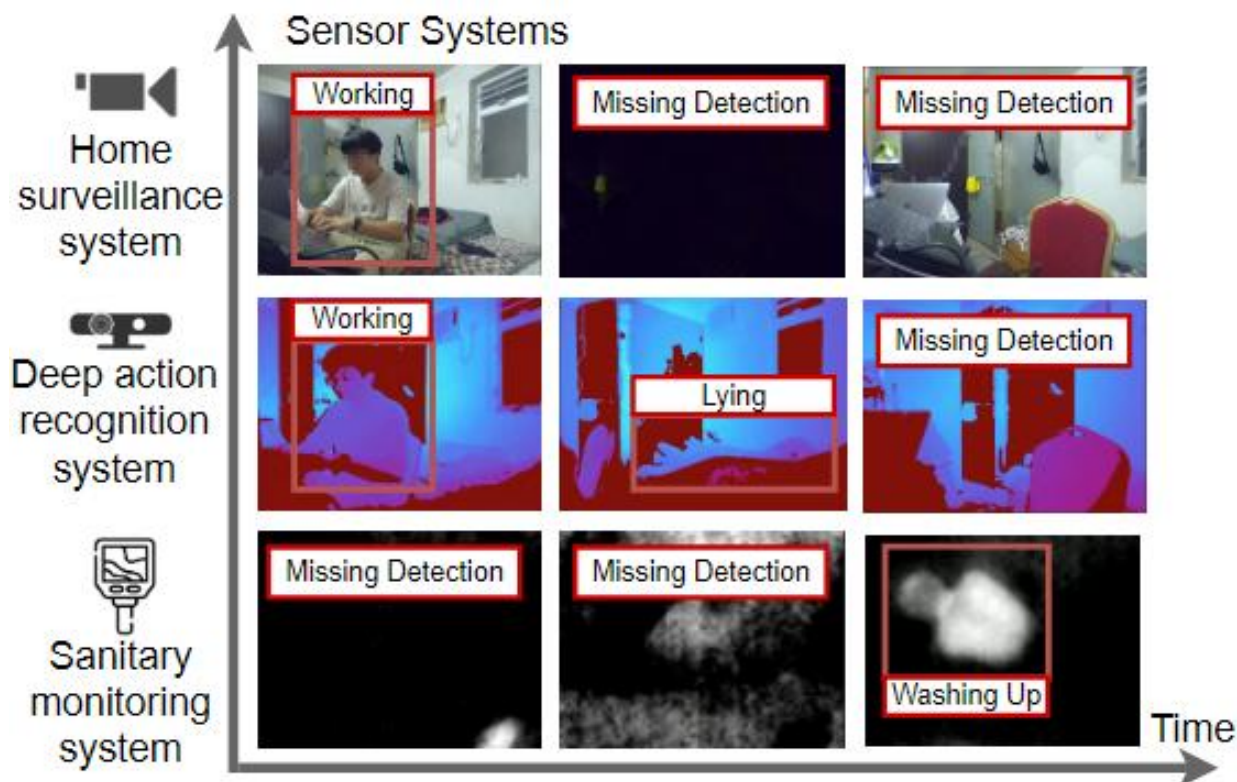 Sensor Systems
Home
surveillance
system
Working
Missing Detection
Missing Detection
Deep action
recognition
system
Working
Lying
Missing Detection
Sanitary
monitoring
system
Missing Detection
Missing Detection
Washing Up
Time